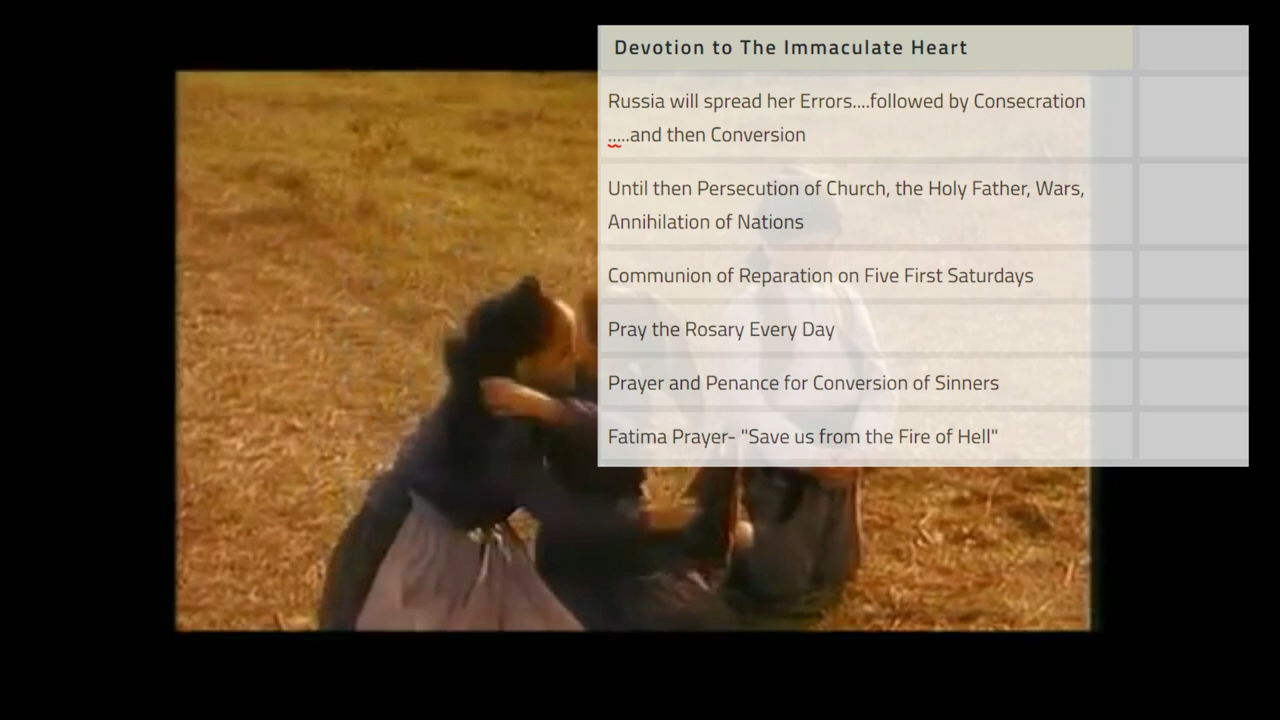 Devotion to The Immaculate Heart
Russia will spread her Errors....followed by Consecration
.....and then Conversion
Until then Persecution of Church, the Holy Father, Wars,
Annihilation of Nations
Communion of Reparation on Five First Saturdays
Pray the Rosary Every Day
Prayer and Penance for Conversion of Sinners
Fatima Prayer- "Save us from the Fire of Hell"